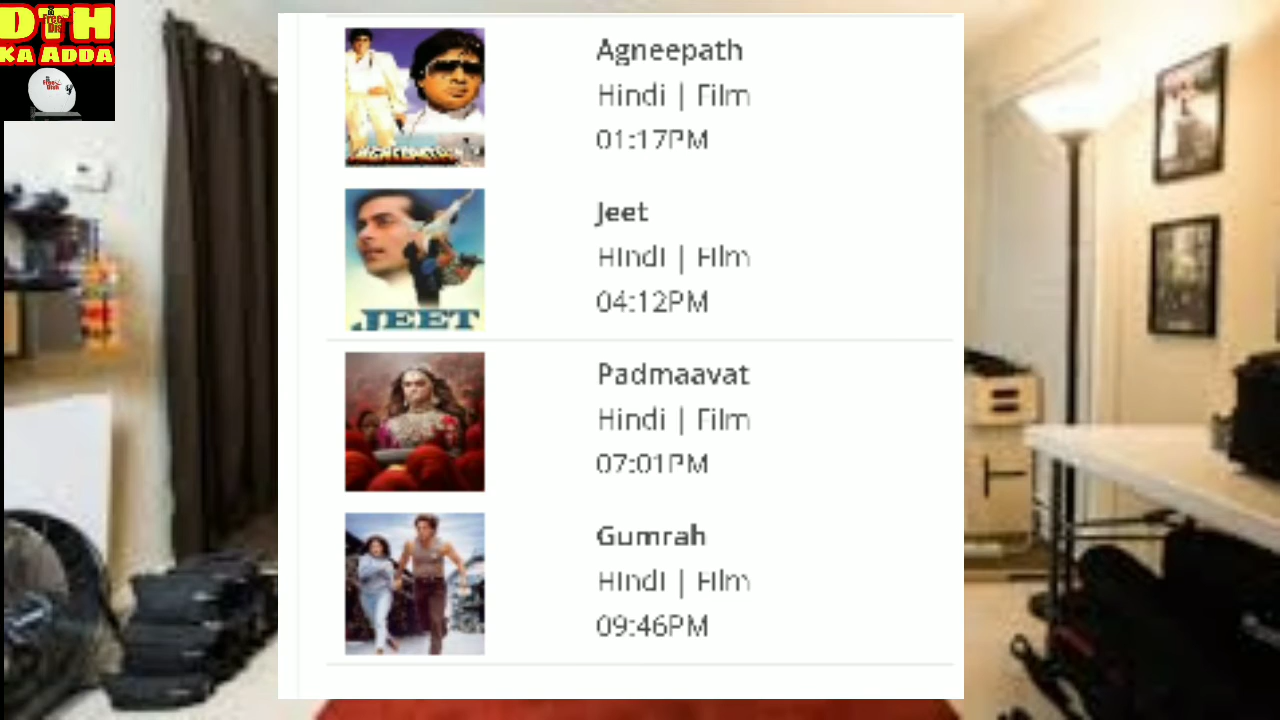 DTH
KA ADDA
Agneepath
Hindi | Film
01:17PM
Jeet
Hindi | Film
04:12PM
JEET
Padmaavat
Hindi | Film
07:01PM
Gumrah
Hindi | Film
09:46PM